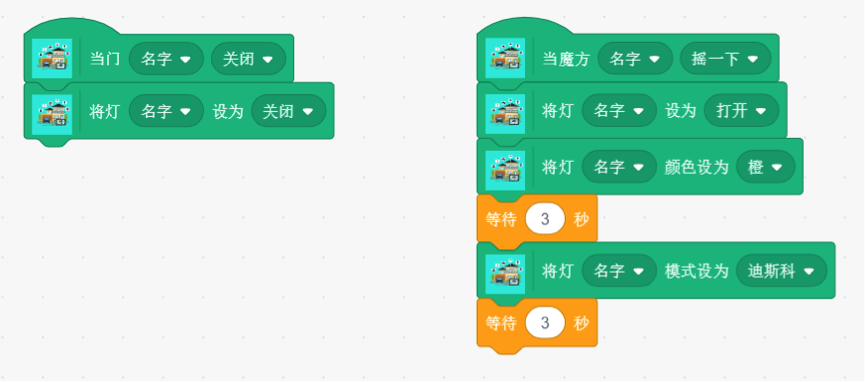 当门 名字 关闭
将灯 名字 设为 关闭
当魔方 名字 摇一下
将灯 名字 设为 打开
将灯 名字 颜色设为 橙
等待 3 秒
将灯 名字 模式设为 迪斯科
等待 3 秒